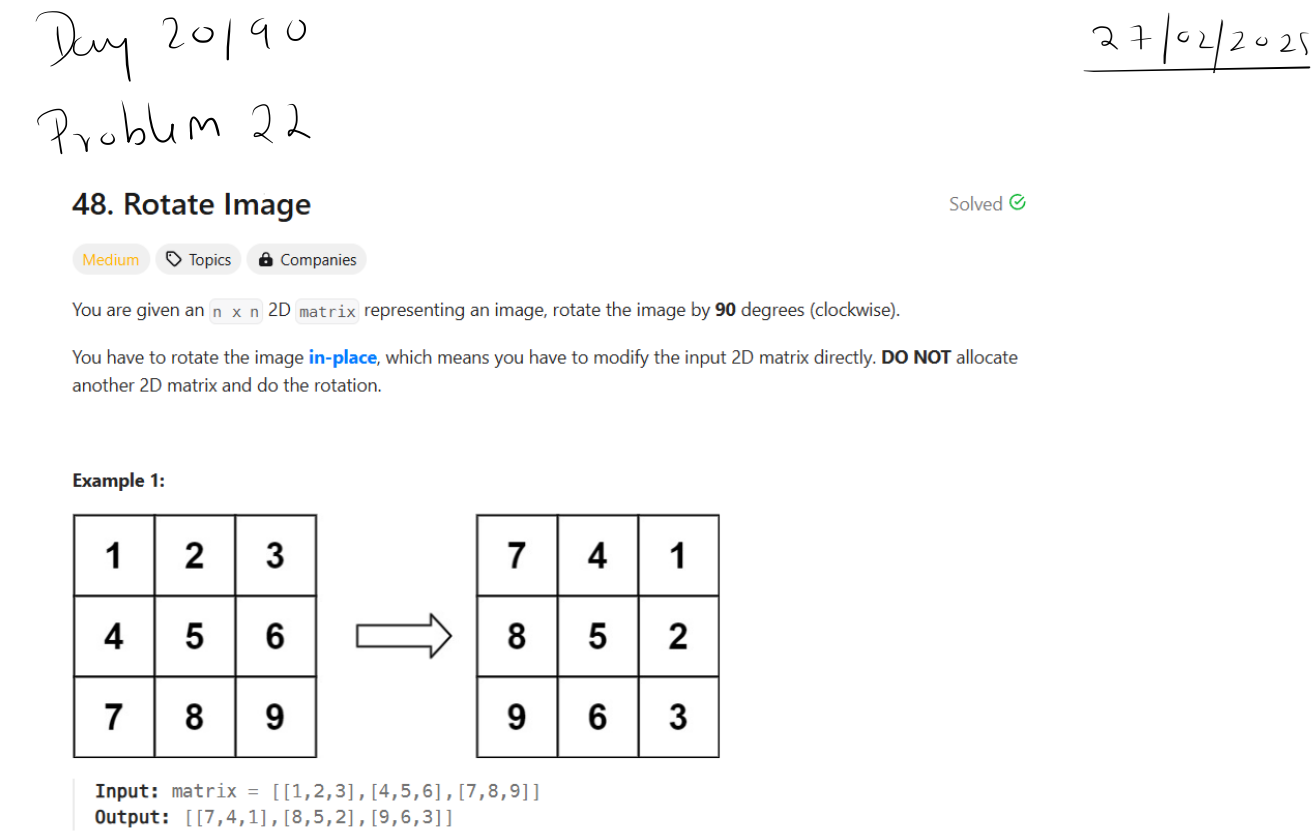 Day 20/90
27/02/2025
Problem 22
48. Rotate Image
Solved
Medium Topics Companies
You are given an n x n 2D matrix representing an image, rotate the image by 90 degrees (clockwise).
You have to rotate the image in-place, which means you have to modify the input 2D matrix directly. DO NOT allocate
another 2D matrix and do the rotation.
Example 1:
1 2 3 7 4 1
4 5 6 8 5 2
7 8 9 9 6 3
Input: matrix = [[1,2,3],[4,5,6],[7,8,9]]
Output: [[7,4,1],[8,5,2],[9,6,3]]